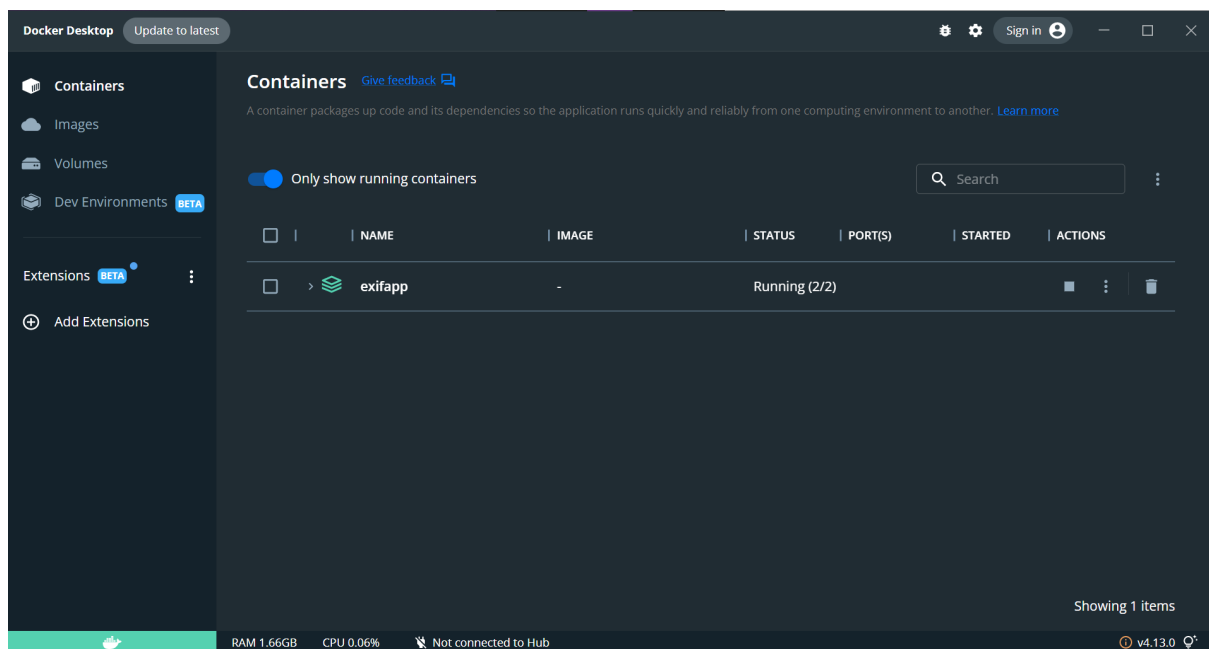 Docker Desktop Update to latest Sign in
Containers
Images
Volumes
Dev Environments BETA
Extensions BETA
Add Extensions
Containers Give feedback
A container packages up code and its dependencies so the application runs quickly and reliably from one computing environment to another. Learn more
Only show running containers Search
NAME IMAGE STATUS PORT(S) STARTED ACTIONS
exifapp - Running (2/2)
Showing 1 items
RAM 1.66GB CPU 0.06% Not connected to Hub v4.13.0